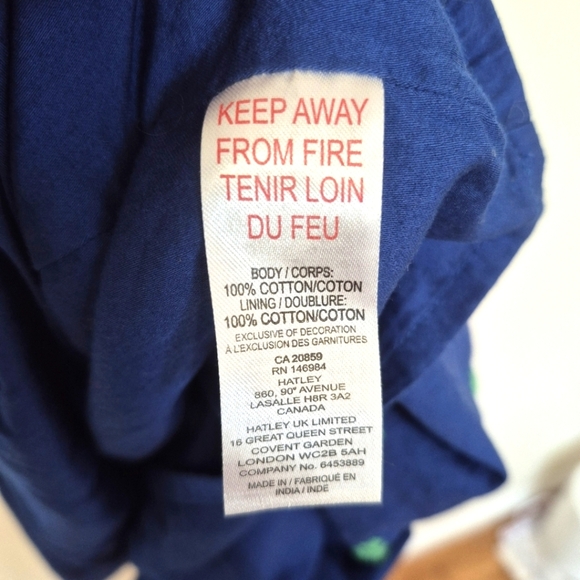 KEEP AWAY
FROM FIRE
TENIR LOIN
DU FEU
BODY / CORPS:
100% COTTON/COTON
LINING / DOUBLURE:
100% COTTON/COTON
EXCLUSIVE OF DECORATION
À L'EXCLUSION DES GARNITURES
CA 20859
RN 146984
HATLEY
860, 90e AVENUE
LASALLE H8R 3A2
CANADA
HATLEY UK LIMITED
16 GREAT QUEEN STREET
COVENT GARDEN
LONDON WC2B 5AH
COMPANY No. 6453889
MADE IN / FABRIQUÉ EN
INDIA / INDE